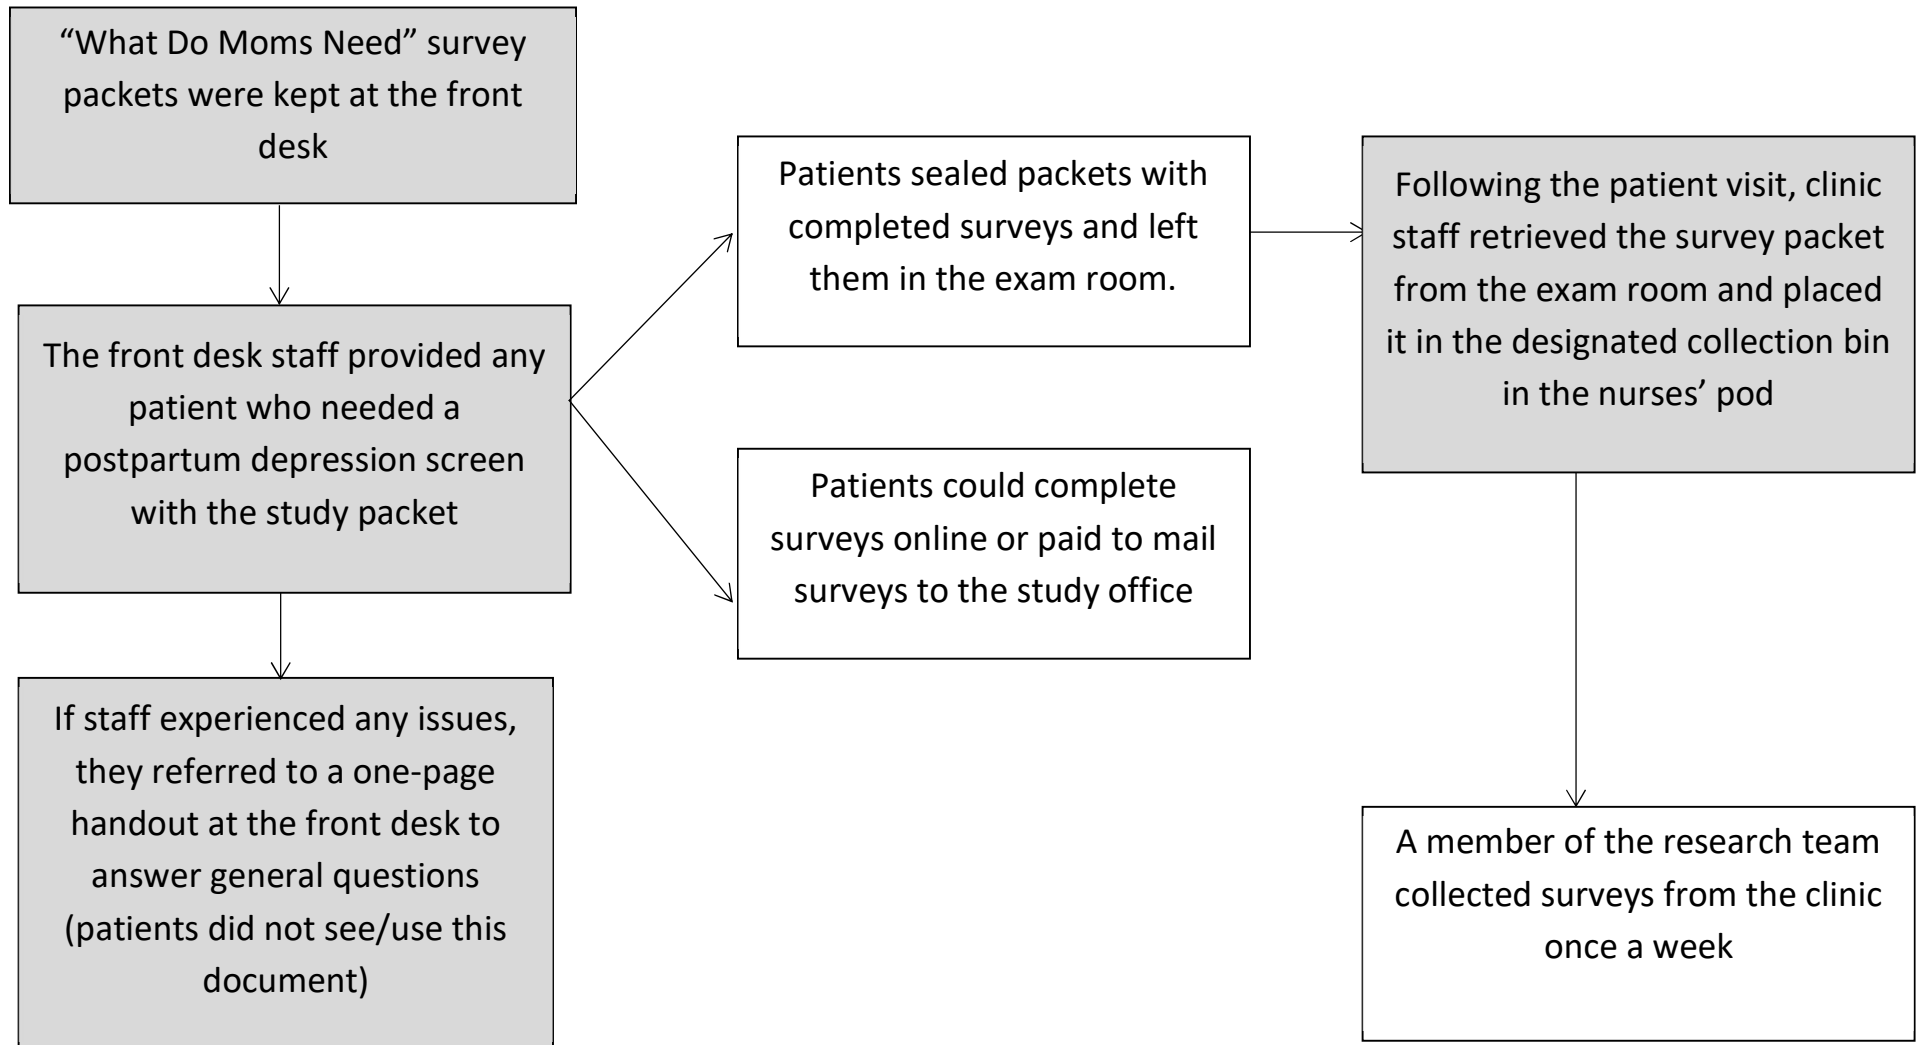 “What Do Moms Need” survey
packets were kept at the front
desk
The front desk staff provided any
patient who needed a
postpartum depression screen
with the study packet
If staff experienced any issues,
they referred to a one-page
handout at the front desk to
answer general questions
(patients did not see/use this
document)
Patients sealed packets with
completed surveys and left
them in the exam room.
Patients could complete
surveys online or paid to mail
surveys to the study office
Following the patient visit, clinic
staff retrieved the survey packet
from the exam room and placed
it in the designated collection bin
in the nurses’ pod
A member of the research team
collected surveys from the clinic
once a week